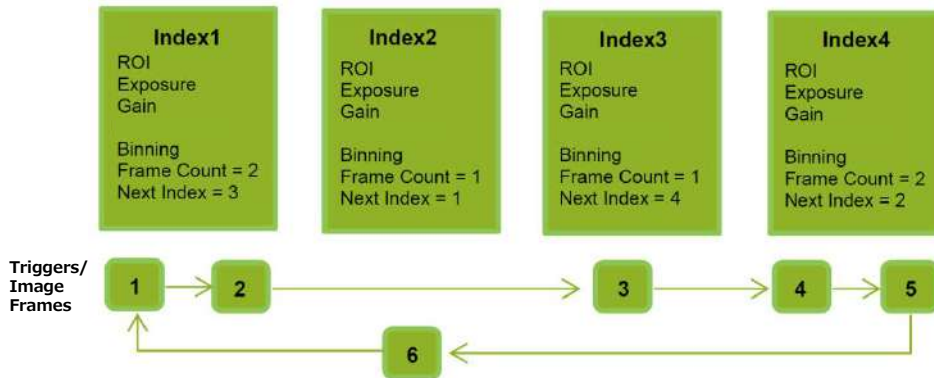 Index1
ROI
Exposure
Gain
Binning
Frame Count = 2
Next Index = 3
Index2
ROI
Exposure
Gain
Binning
Frame Count = 1
Next Index = 1
Index3
ROI
Exposure
Gain
Binning
Frame Count = 1
Next Index = 4
Index4
ROI
Exposure
Gain
Binning
Frame Count = 2
Next Index = 2
Triggers/
Image
Frames
1
2
3
4
5
6